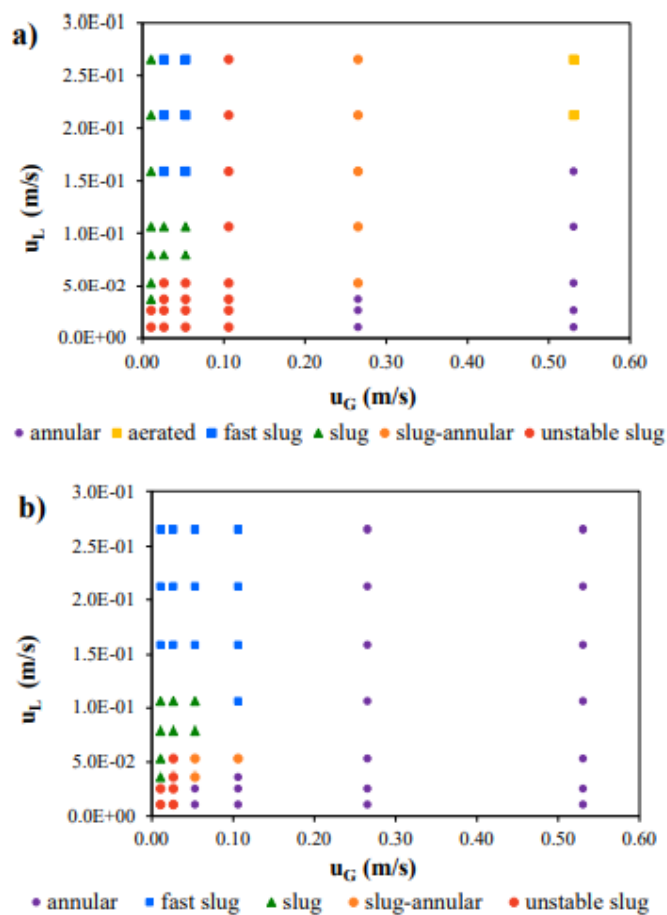 a)
3.0E-01
2.5E-01
2.0E-01
1.5E-01
1.0E-01
5.0E-02
0.0E+00
u_L (m/s)
0.00 0.10 0.20 0.30 0.40 0.50 0.60
u_G (m/s)
annular aerated fast slug slug slug-annular unstable slug
b)
3.0E-01
2.5E-01
2.0E-01
1.5E-01
1.0E-01
5.0E-02
0.0E+00
u_L (m/s)
0.00 0.10 0.20 0.30 0.40 0.50 0.60
u_G (m/s)
annular fast slug slug slug-annular unstable slug